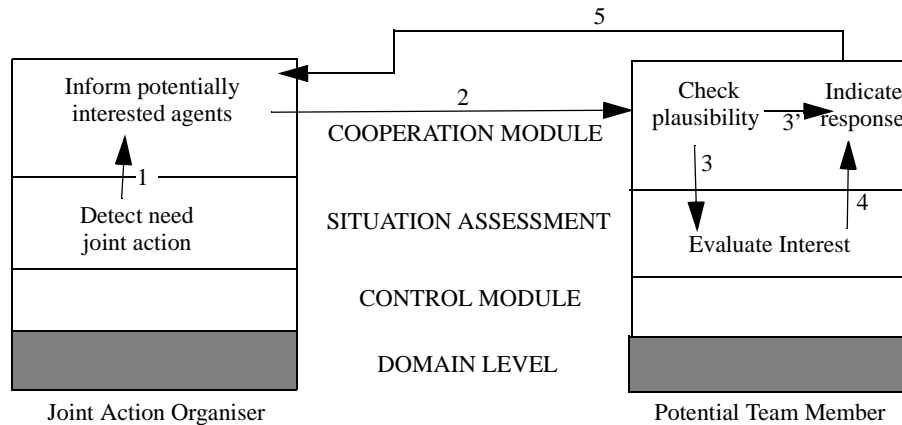 5
Inform potentially
interested agents
2
Check
plausibility
3'
Indicate
response
COOPERATION MODULE
1
3
Detect need
joint action
SITUATION ASSESSMENT
4
Evaluate Interest
CONTROL MODULE
DOMAIN LEVEL
Joint Action Organiser
Potential Team Member